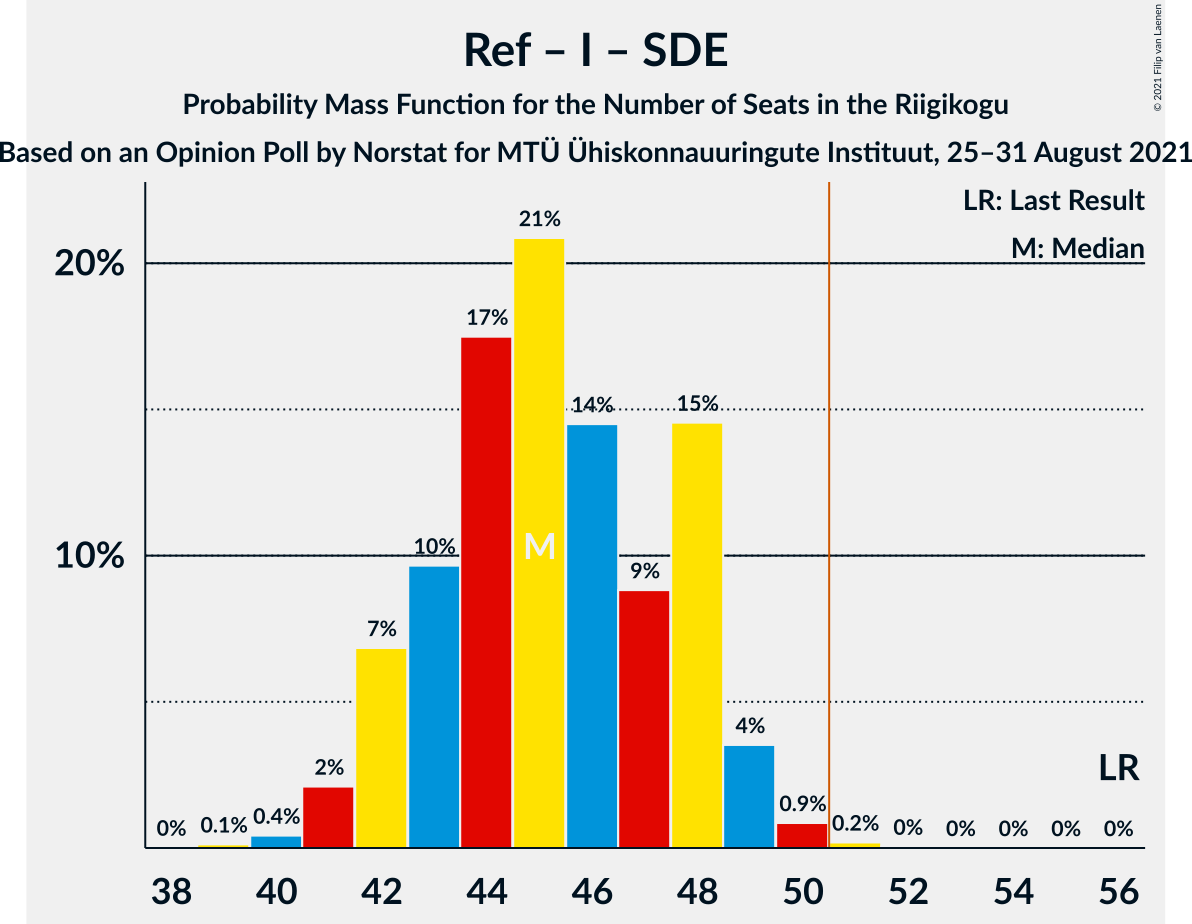 Ref – I – SDE
Probability Mass Function for the Number of Seats in the Riigikogu
Based on an Opinion Poll by Norstat for MTÜ Ühiskonnauuringute Instituut, 25–31 August 2021
© 2021 Filip van Laenen
LR: Last Result
M: Median
20%
10%
0%
0.1%
0.4%
2%
7%
10%
17%
21%
14%
9%
15%
4%
0.9%
0.2%
0%
0%
0%
0%
0%
M
LR
38 40 42 44 46 48 50 52 54 56